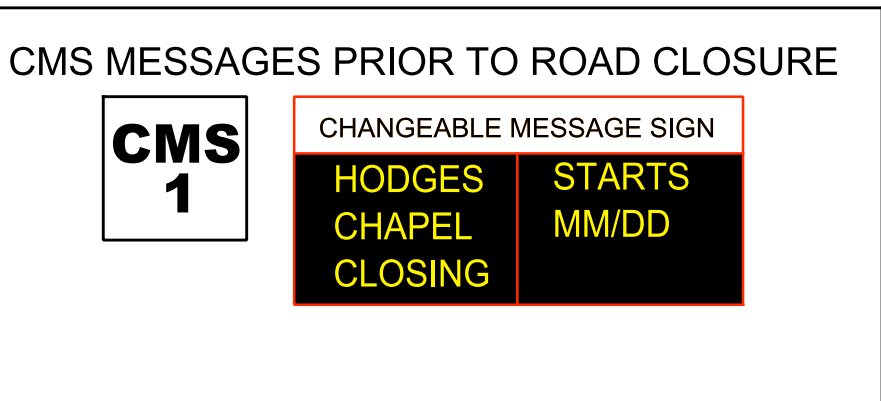 CMS MESSAGES PRIOR TO ROAD CLOSURE
CMS
1
CHANGEABLE MESSAGE SIGN
HODGES
CHAPEL
CLOSING
STARTS
MM/DD